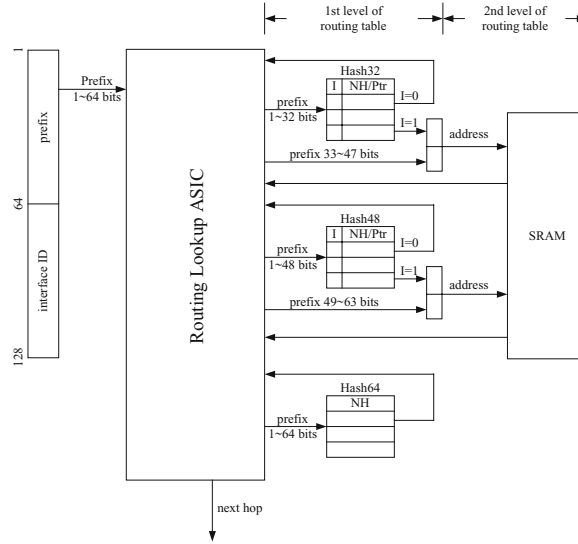 1st level of
routing table
2nd level of
routing table
1
prefix
64
interface ID
128
Prefix
1~64 bits
Routing Lookup ASIC
Hash32
I NH/Ptr
I=0
prefix
1~32 bits
I=1
prefix 33~47 bits
address
Hash48
I NH/Ptr
I=0
prefix
1~48 bits
I=1
prefix 49~63 bits
address
SRAM
Hash64
NH
prefix
1~64 bits
next hop